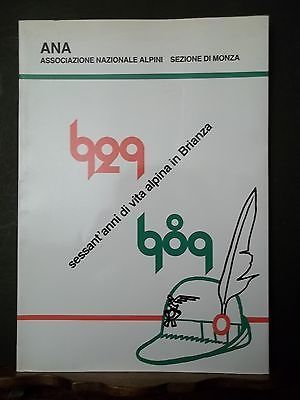 ANA
ASSOCIAZIONE NAZIONALE ALPINI SEZIONE DI MONZA
1929
sessant'anni di vita alpina in Brianza
1989